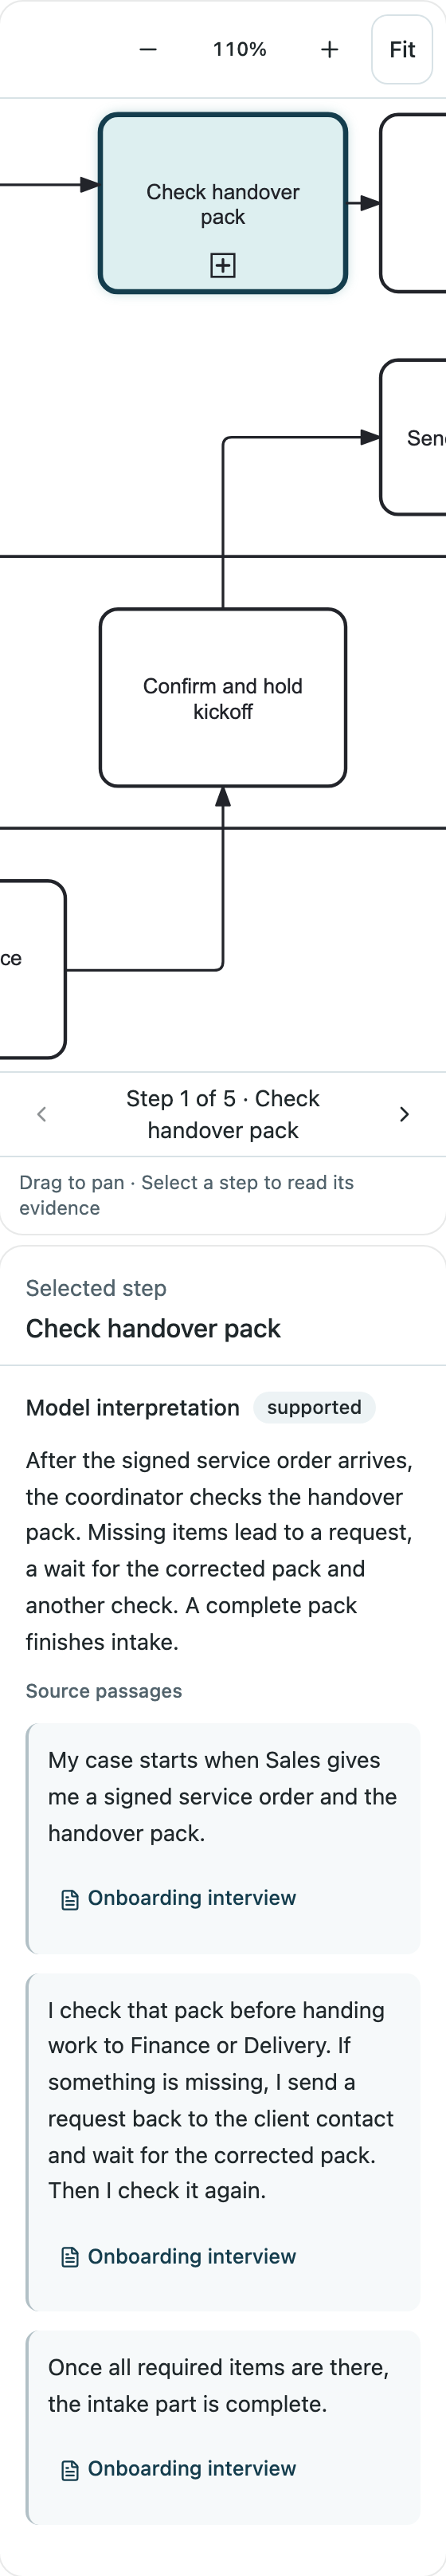 − 110% + Fit
Check handover
pack
Sen
Confirm and hold
kickoff
ce
Step 1 of 5 · Check
handover pack
Drag to pan · Select a step to read its
evidence
Selected step
Check handover pack
Model interpretation supported
After the signed service order arrives,
the coordinator checks the handover
pack. Missing items lead to a request,
a wait for the corrected pack and
another check. A complete pack
finishes intake.
Source passages
My case starts when Sales gives
me a signed service order and the
handover pack.
Onboarding interview
I check that pack before handing
work to Finance or Delivery. If
something is missing, I send a
request back to the client contact
and wait for the corrected pack.
Then I check it again.
Onboarding interview
Once all required items are there,
the intake part is complete.
Onboarding interview